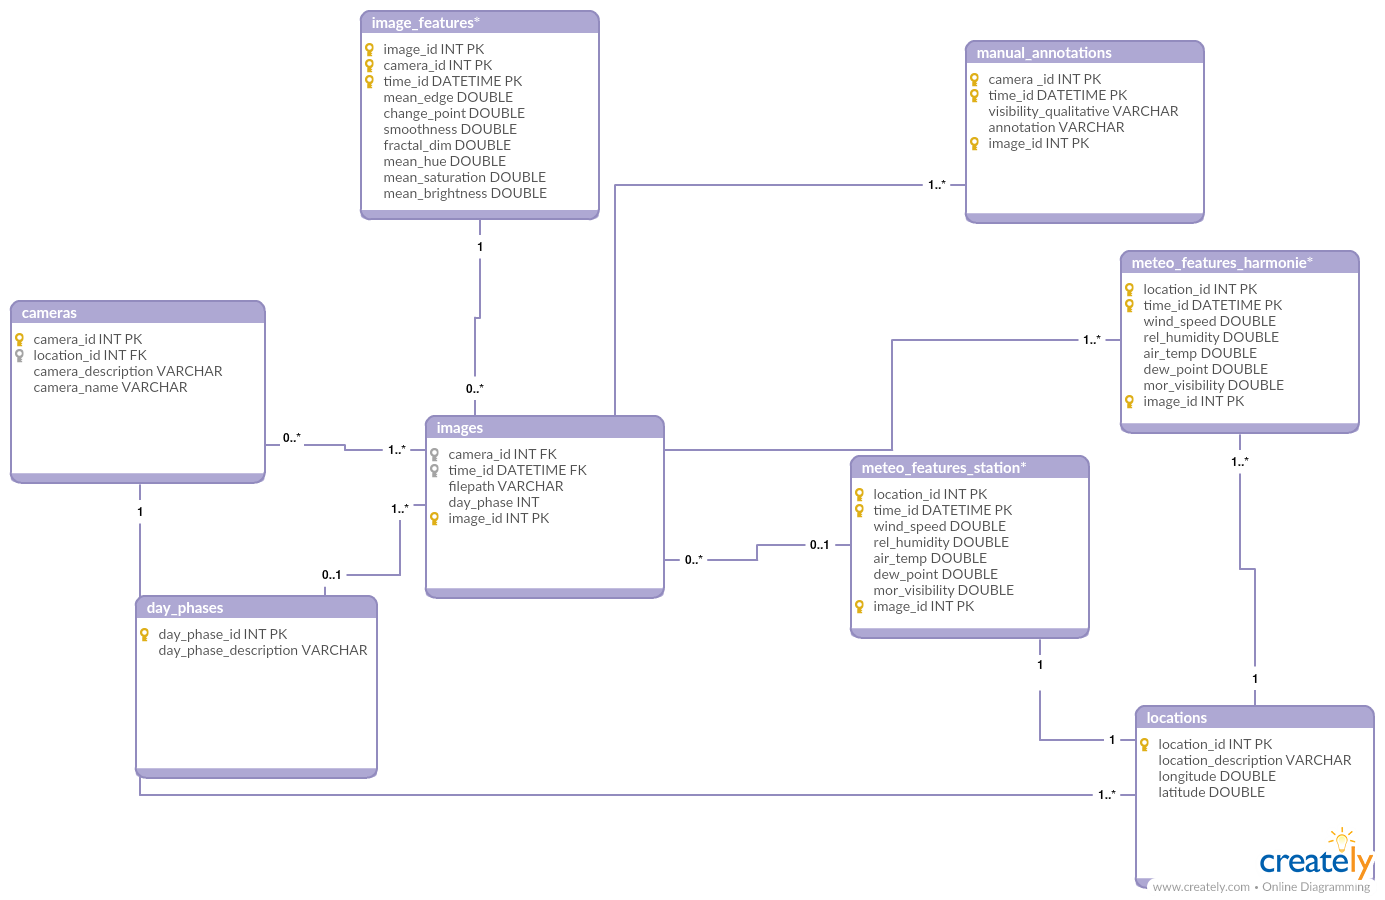 image_features*
image_id INT PK
camera_id INT PK
time_id DATETIME PK
mean_edge DOUBLE
change_point DOUBLE
smoothness DOUBLE
fractal_dim DOUBLE
mean_hue DOUBLE
mean_saturation DOUBLE
mean_brightness DOUBLE
1
0..*
manual_annotations
camera _id INT PK
time_id DATETIME PK
visibility_qualitative VARCHAR
annotation VARCHAR
image_id INT PK
1..*
meteo_features_harmonie*
location_id INT PK
time_id DATETIME PK
wind_speed DOUBLE
rel_humidity DOUBLE
air_temp DOUBLE
dew_point DOUBLE
mor_visibility DOUBLE
image_id INT PK
1..*
1..*
1
cameras
camera_id INT PK
location_id INT FK
camera_description VARCHAR
camera_name VARCHAR
0..*
1..*
1
images
camera_id INT FK
time_id DATETIME FK
filepath VARCHAR
day_phase INT
image_id INT PK
1..*
0..1
0..*
0..1
meteo_features_station*
location_id INT PK
time_id DATETIME PK
wind_speed DOUBLE
rel_humidity DOUBLE
air_temp DOUBLE
dew_point DOUBLE
mor_visibility DOUBLE
image_id INT PK
1
1
day_phases
day_phase_id INT PK
day_phase_description VARCHAR
1..*
locations
location_id INT PK
location_description VARCHAR
longitude DOUBLE
latitude DOUBLE
creately
www.creately.com • Online Diagramming